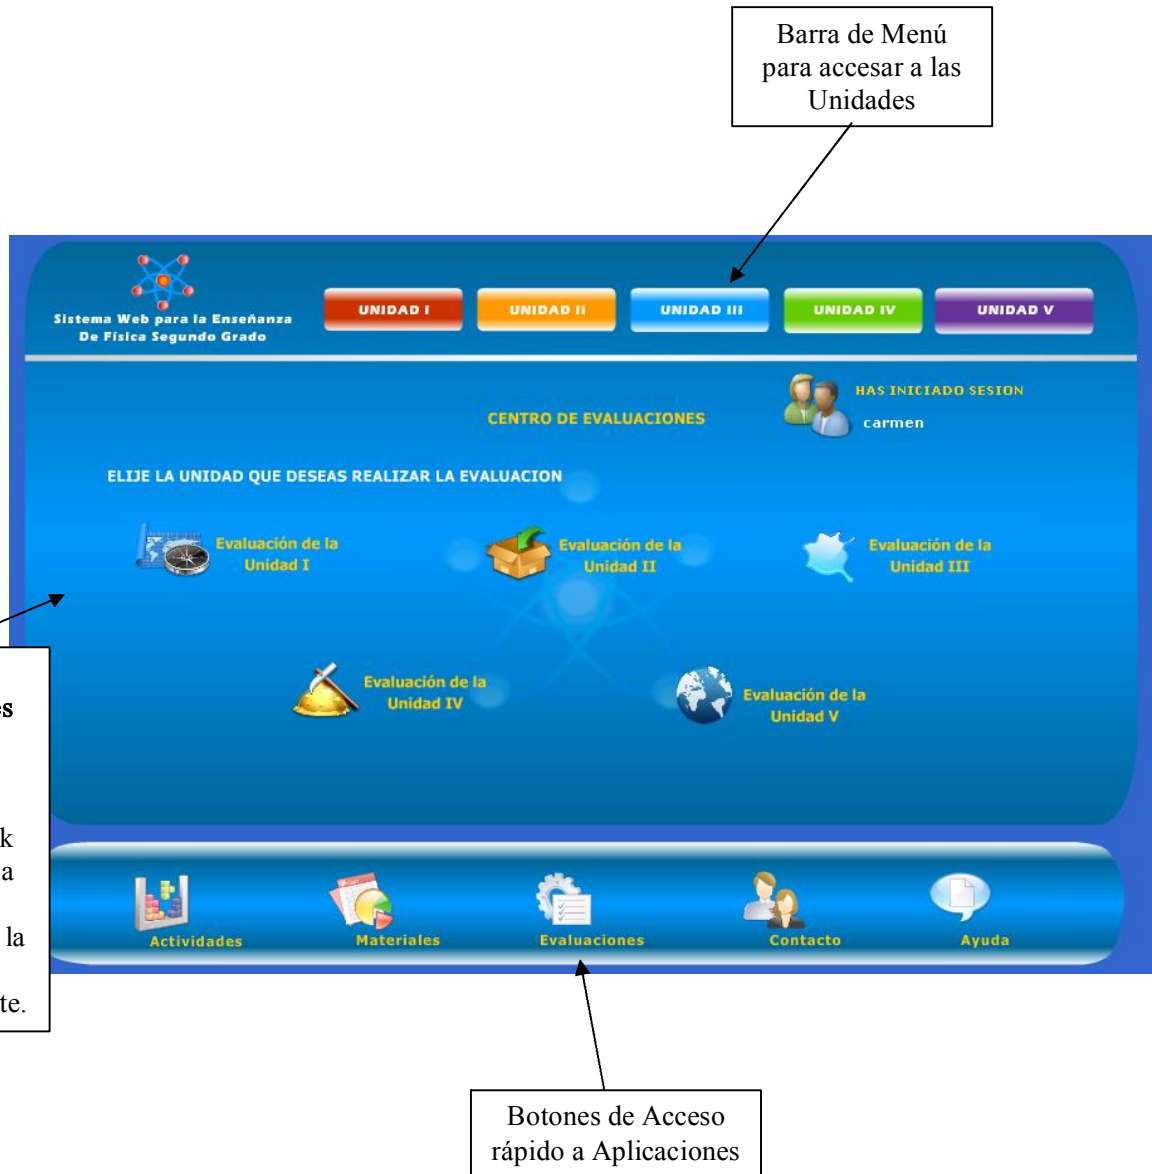 Barra de Menú
para accesar a las
Unidades
Sistema Web para la Enseñanza
De Física Segundo Grado
UNIDAD I
UNIDAD II
UNIDAD III
UNIDAD IV
UNIDAD V
HAS INICIADO SESION
carmen
CENTRO DE EVALUACIONES
ELIJE LA UNIDAD QUE DESEAS REALIZAR LA EVALUACION
Evaluación de la
Unidad I
Evaluación de la
Unidad II
Evaluación de la
Unidad III
Evaluación de la
Unidad IV
Evaluación de la
Unidad V
a
la
Actividades
Materiales
Evaluaciones
Contacto
Ayuda
Botones de Acceso
rápido a Aplicaciones